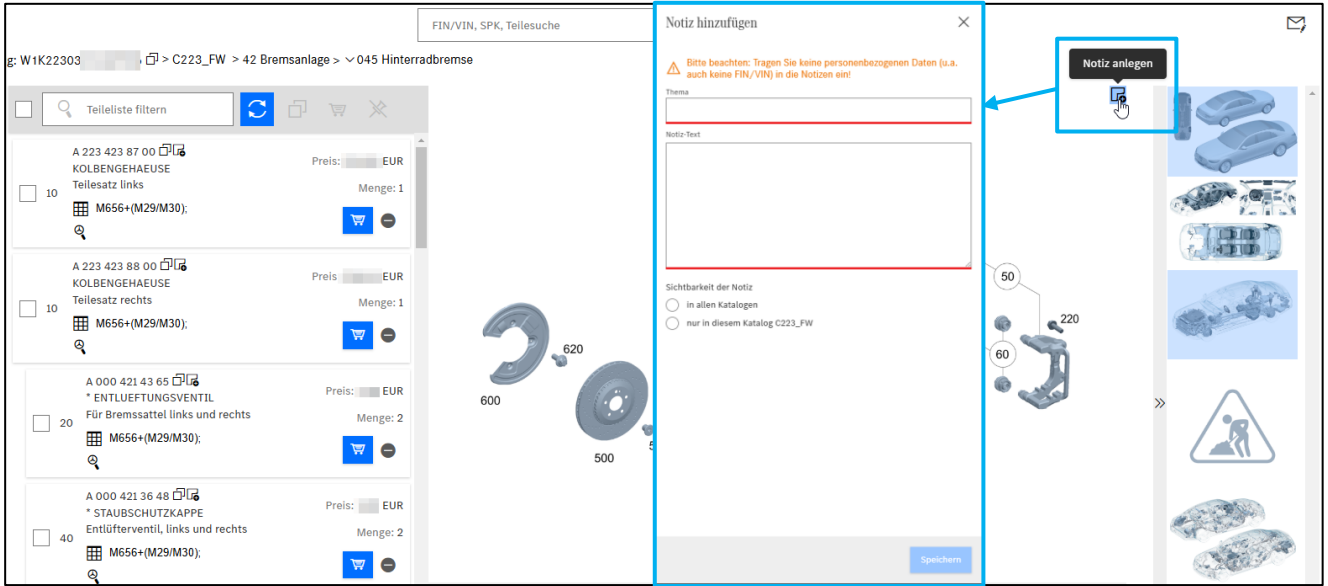 FIN/VIN, SPK, Teilesuche
g: W1K22303 > C223_FW > 42 Bremsanlage > 045 Hinterradbremse
Teileliste filtern
A 223 423 87 00
KOLBENGEHAEUSE
Teilesatz links
10
M656+(M29/M30);
Preis: EUR
Menge: 1
A 223 423 88 00
KOLBENGEHAEUSE
Teilesatz rechts
10
M656+(M29/M30);
Preis EUR
Menge: 1
A 000 421 43 65
* ENTLUEFTUNGSVENTIL
Für Bremssattel links und rechts
20
M656+(M29/M30);
Preis: EUR
Menge: 2
A 000 421 36 48
* STAUBSCHUTZKAPPE
Entlüfterventil, links und rechts
40
M656+(M29/M30);
Preis: EUR
Menge: 2
600
620
500
Notiz hinzufügen
Bitte beachten: Tragen Sie keine personenbezogenen Daten (u.a.
auch keine FIN/VIN) in die Notizen ein!
Thema
Notiz-Text
Sichtbarkeit der Notiz
in allen Katalogen
nur in diesem Katalog C223_FW
Speichern
Notiz anlegen
50
220
60